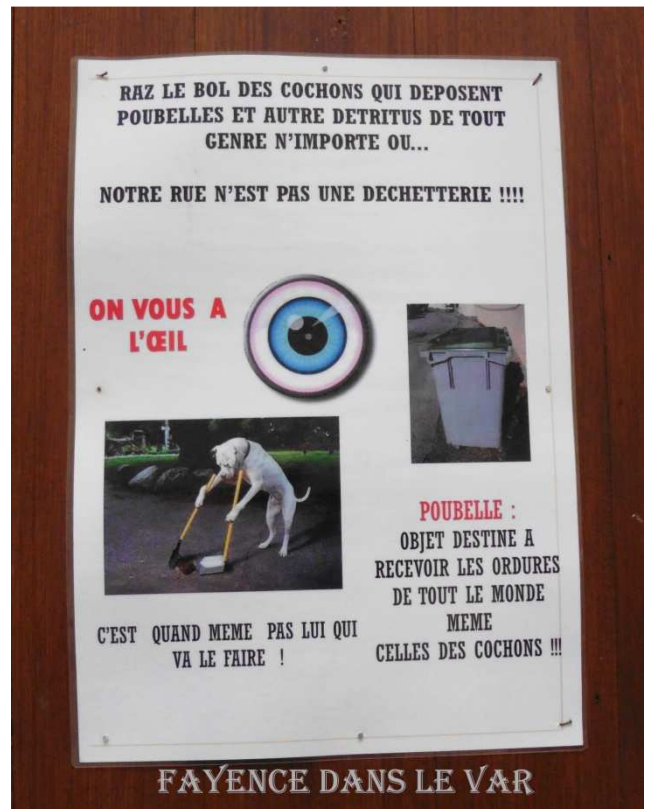 RAZ LE BOL DES COCHONS QUI DEPOSENT
POUBELLES ET AUTRE DETRITUS DE TOUT
GENRE N'IMPORTE OU...
NOTRE RUE N'EST PAS UNE DECHETTERIE !!!!
ON VOUS A
L'ŒIL
POUBELLE :
OBJET DESTINE A
RECEVOIR LES ORDURES
DE TOUT LE MONDE
MEME
CELLES DES COCHONS !!!
C'EST QUAND MEME PAS LUI QUI
VA LE FAIRE !
FAYENCE DANS LE VAR